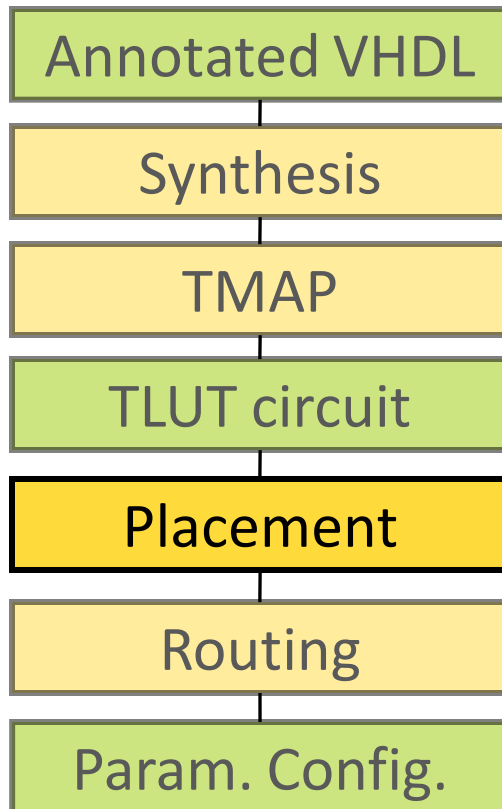 Annotated VHDL
Synthesis
TMAP
TLUT circuit
Placement
Routing
Param. Config.